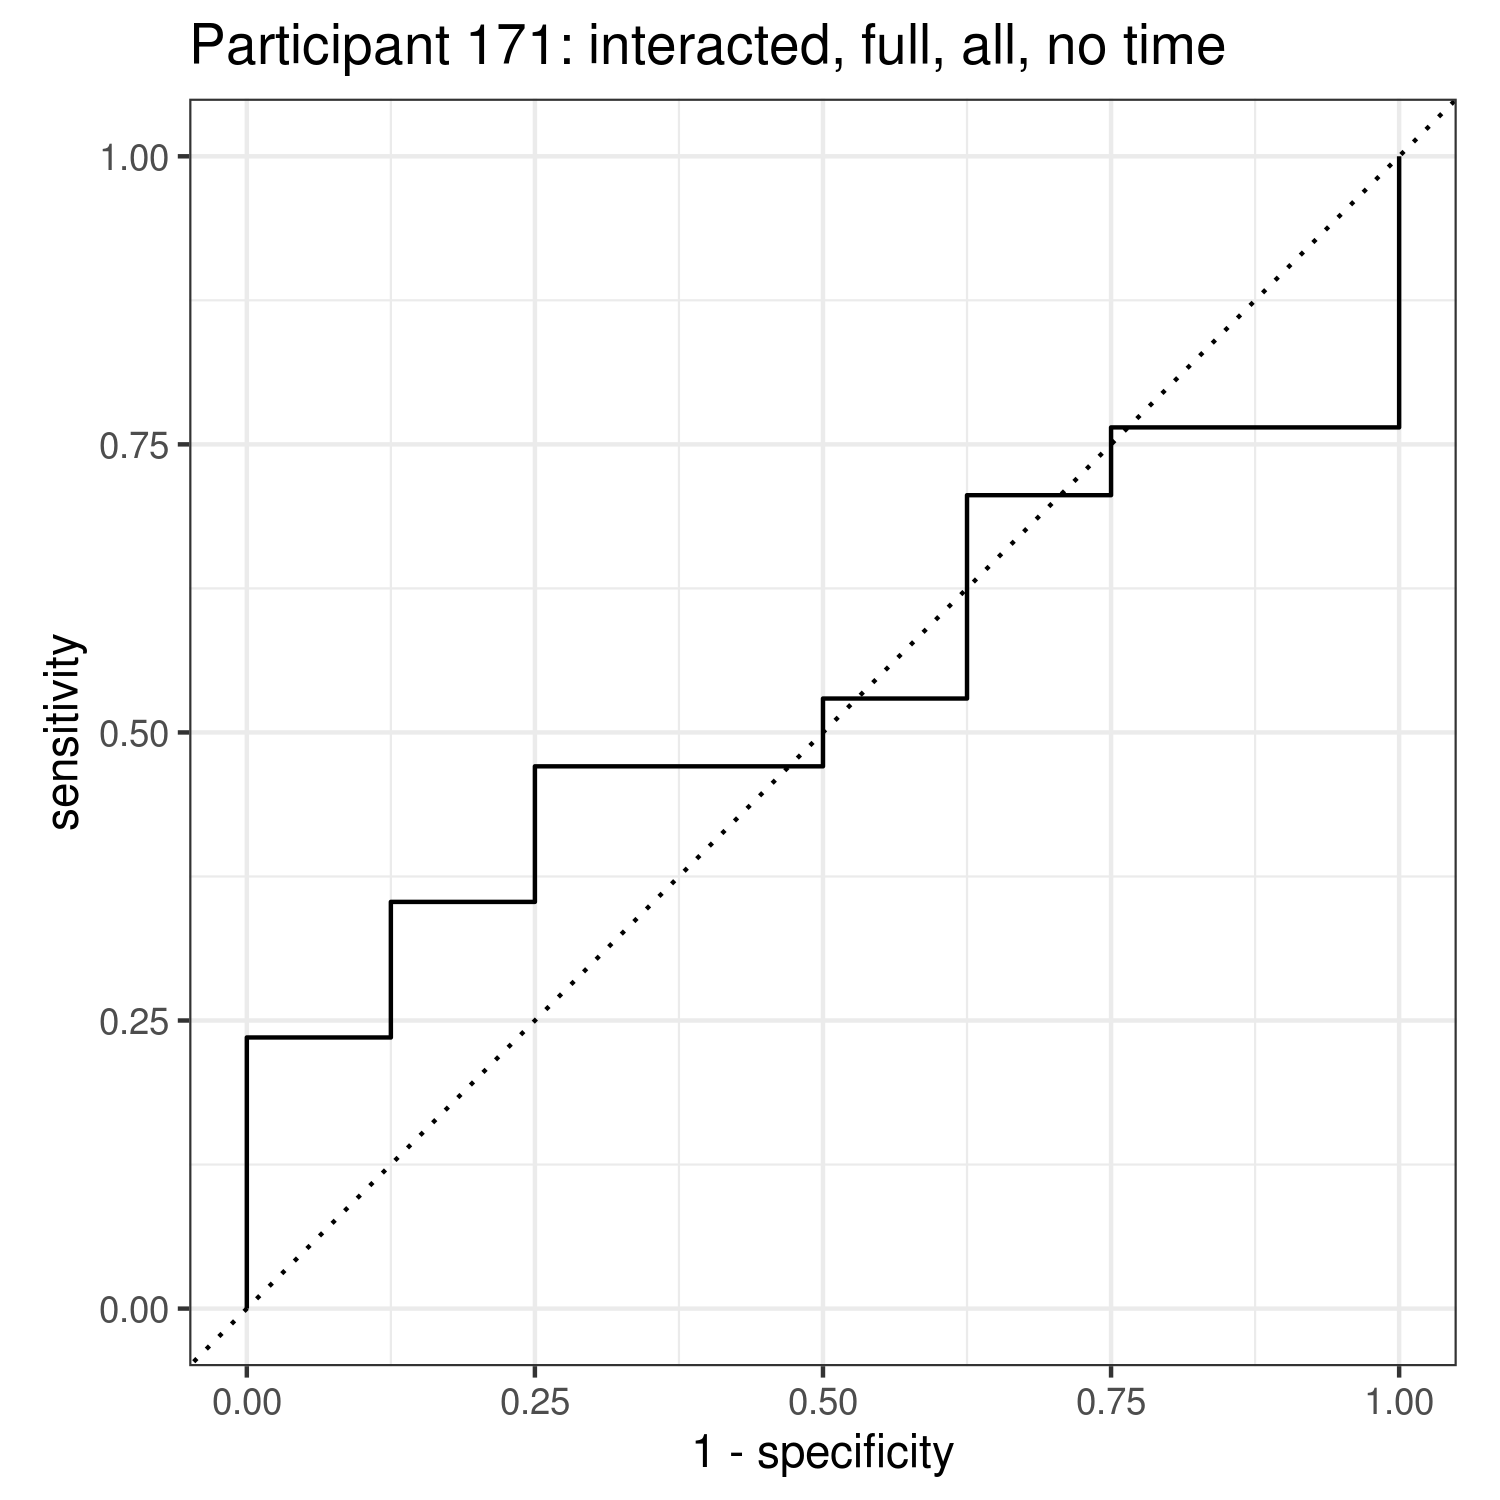 Participant 171: interacted, full, all, no time
1.00
0.75
0.50
0.25
0.00
sensitivity
0.00 0.25 0.50 0.75 1.00
1 - specificity